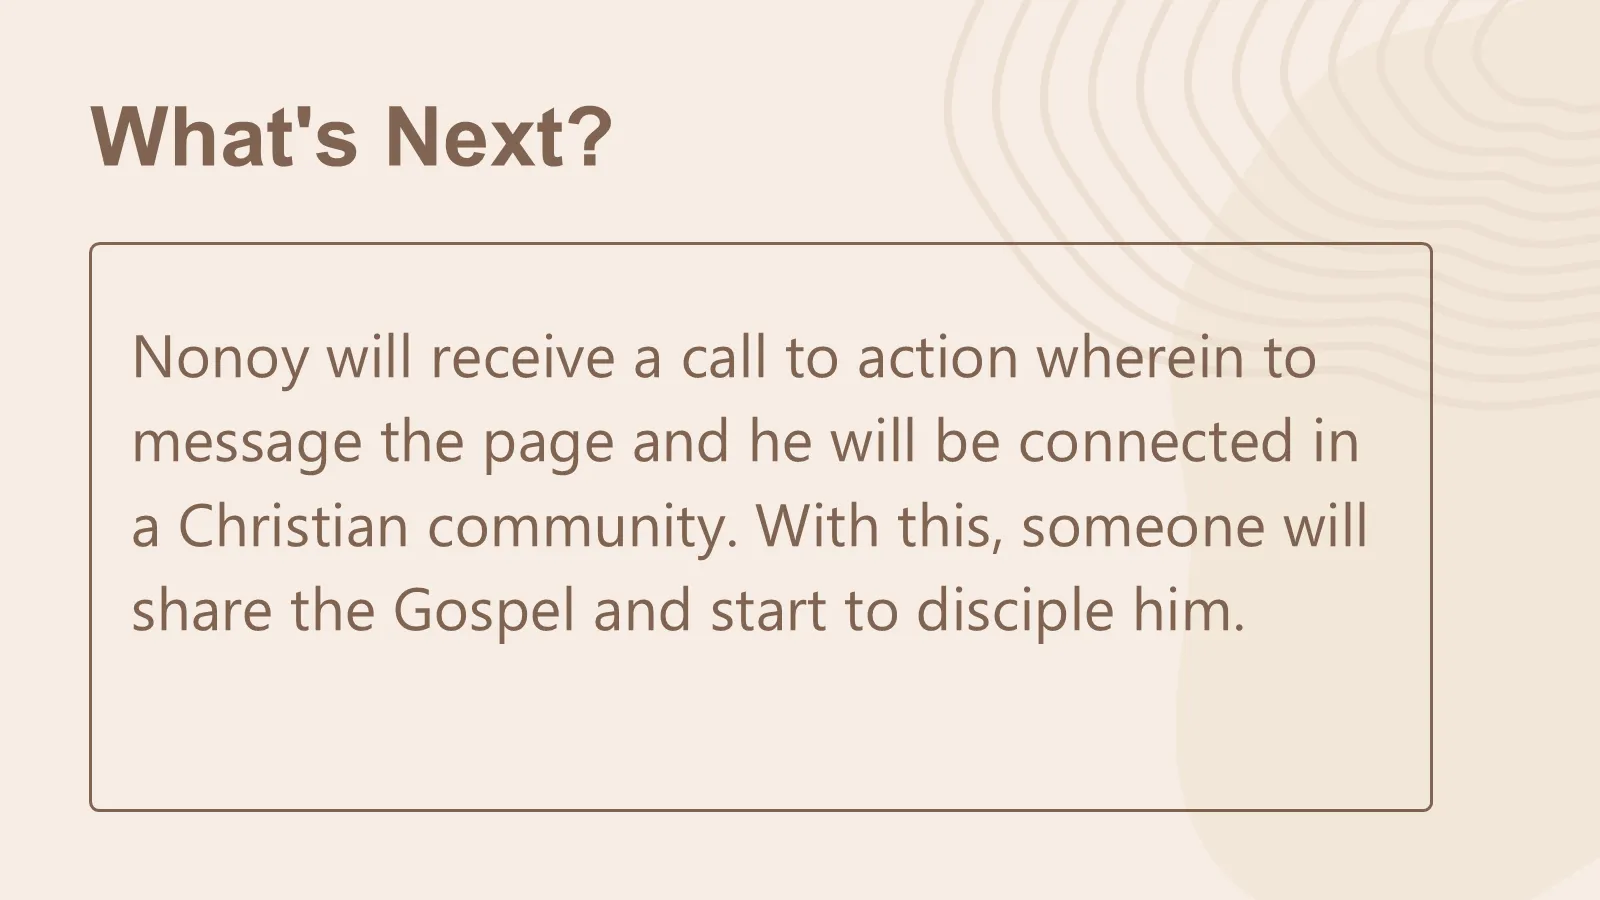 What's Next?
Nonoy will receive a call to action wherein to
message the page and he will be connected in
a Christian community. With this, someone will
share the Gospel and start to disciple him.